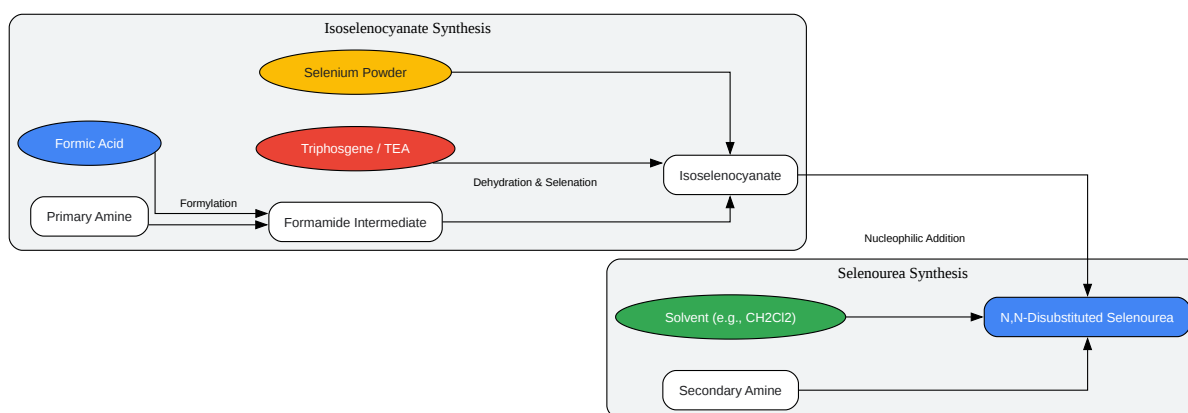 Isoselenocyanate Synthesis
Selenium Powder
Formic Acid
Triphosgene / TEA
Dehydration & Selenation
Isoselenocyanate
Formylation
Primary Amine
Formamide Intermediate
Nucleophilic Addition
Selenourea Synthesis
Solvent (e.g., CH2Cl2)
N,N-Disubstituted Selenourea
Secondary Amine